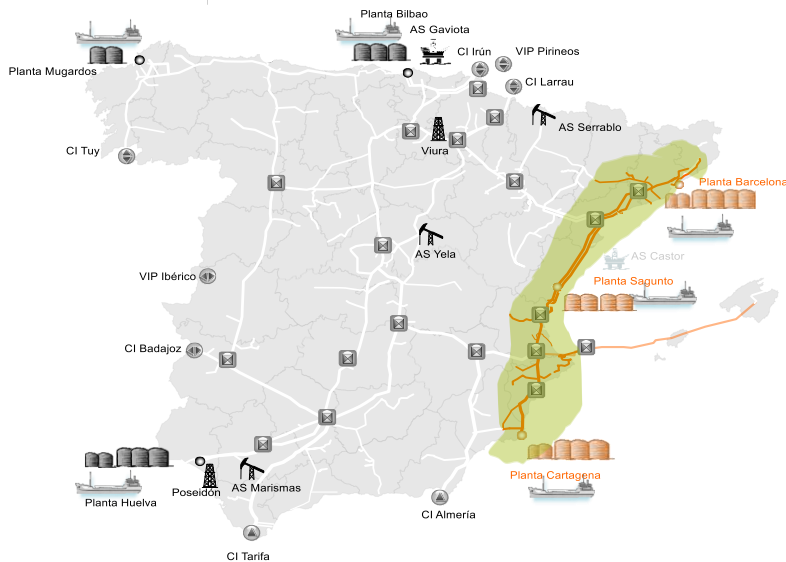 Planta Bilbao
AS Gaviota
CI Irún
VIP Pirineos
Planta Mugardos
CI Larrau
AS Serrablo
CI Tuy
Viura
Planta Barcelona
AS Yela
AS Castor
VIP Ibérico
Planta Sagunto
CI Badajoz
Planta Cartagena
Poseidón
AS Marismas
Planta Huelva
CI Almería
CI Tarifa